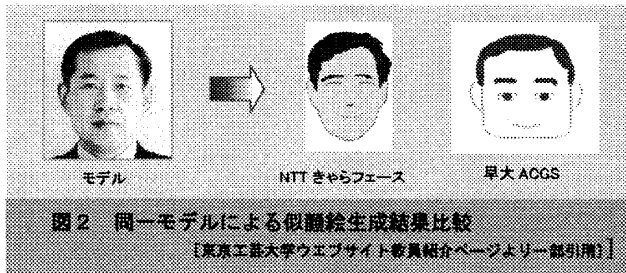 モデル
NTT きゃらフェース
早大 ACGS
図2 同一モデルによる似顔絵生成結果比較
[東京工芸大学ウエブサイト教員紹介ページより一部引用]]